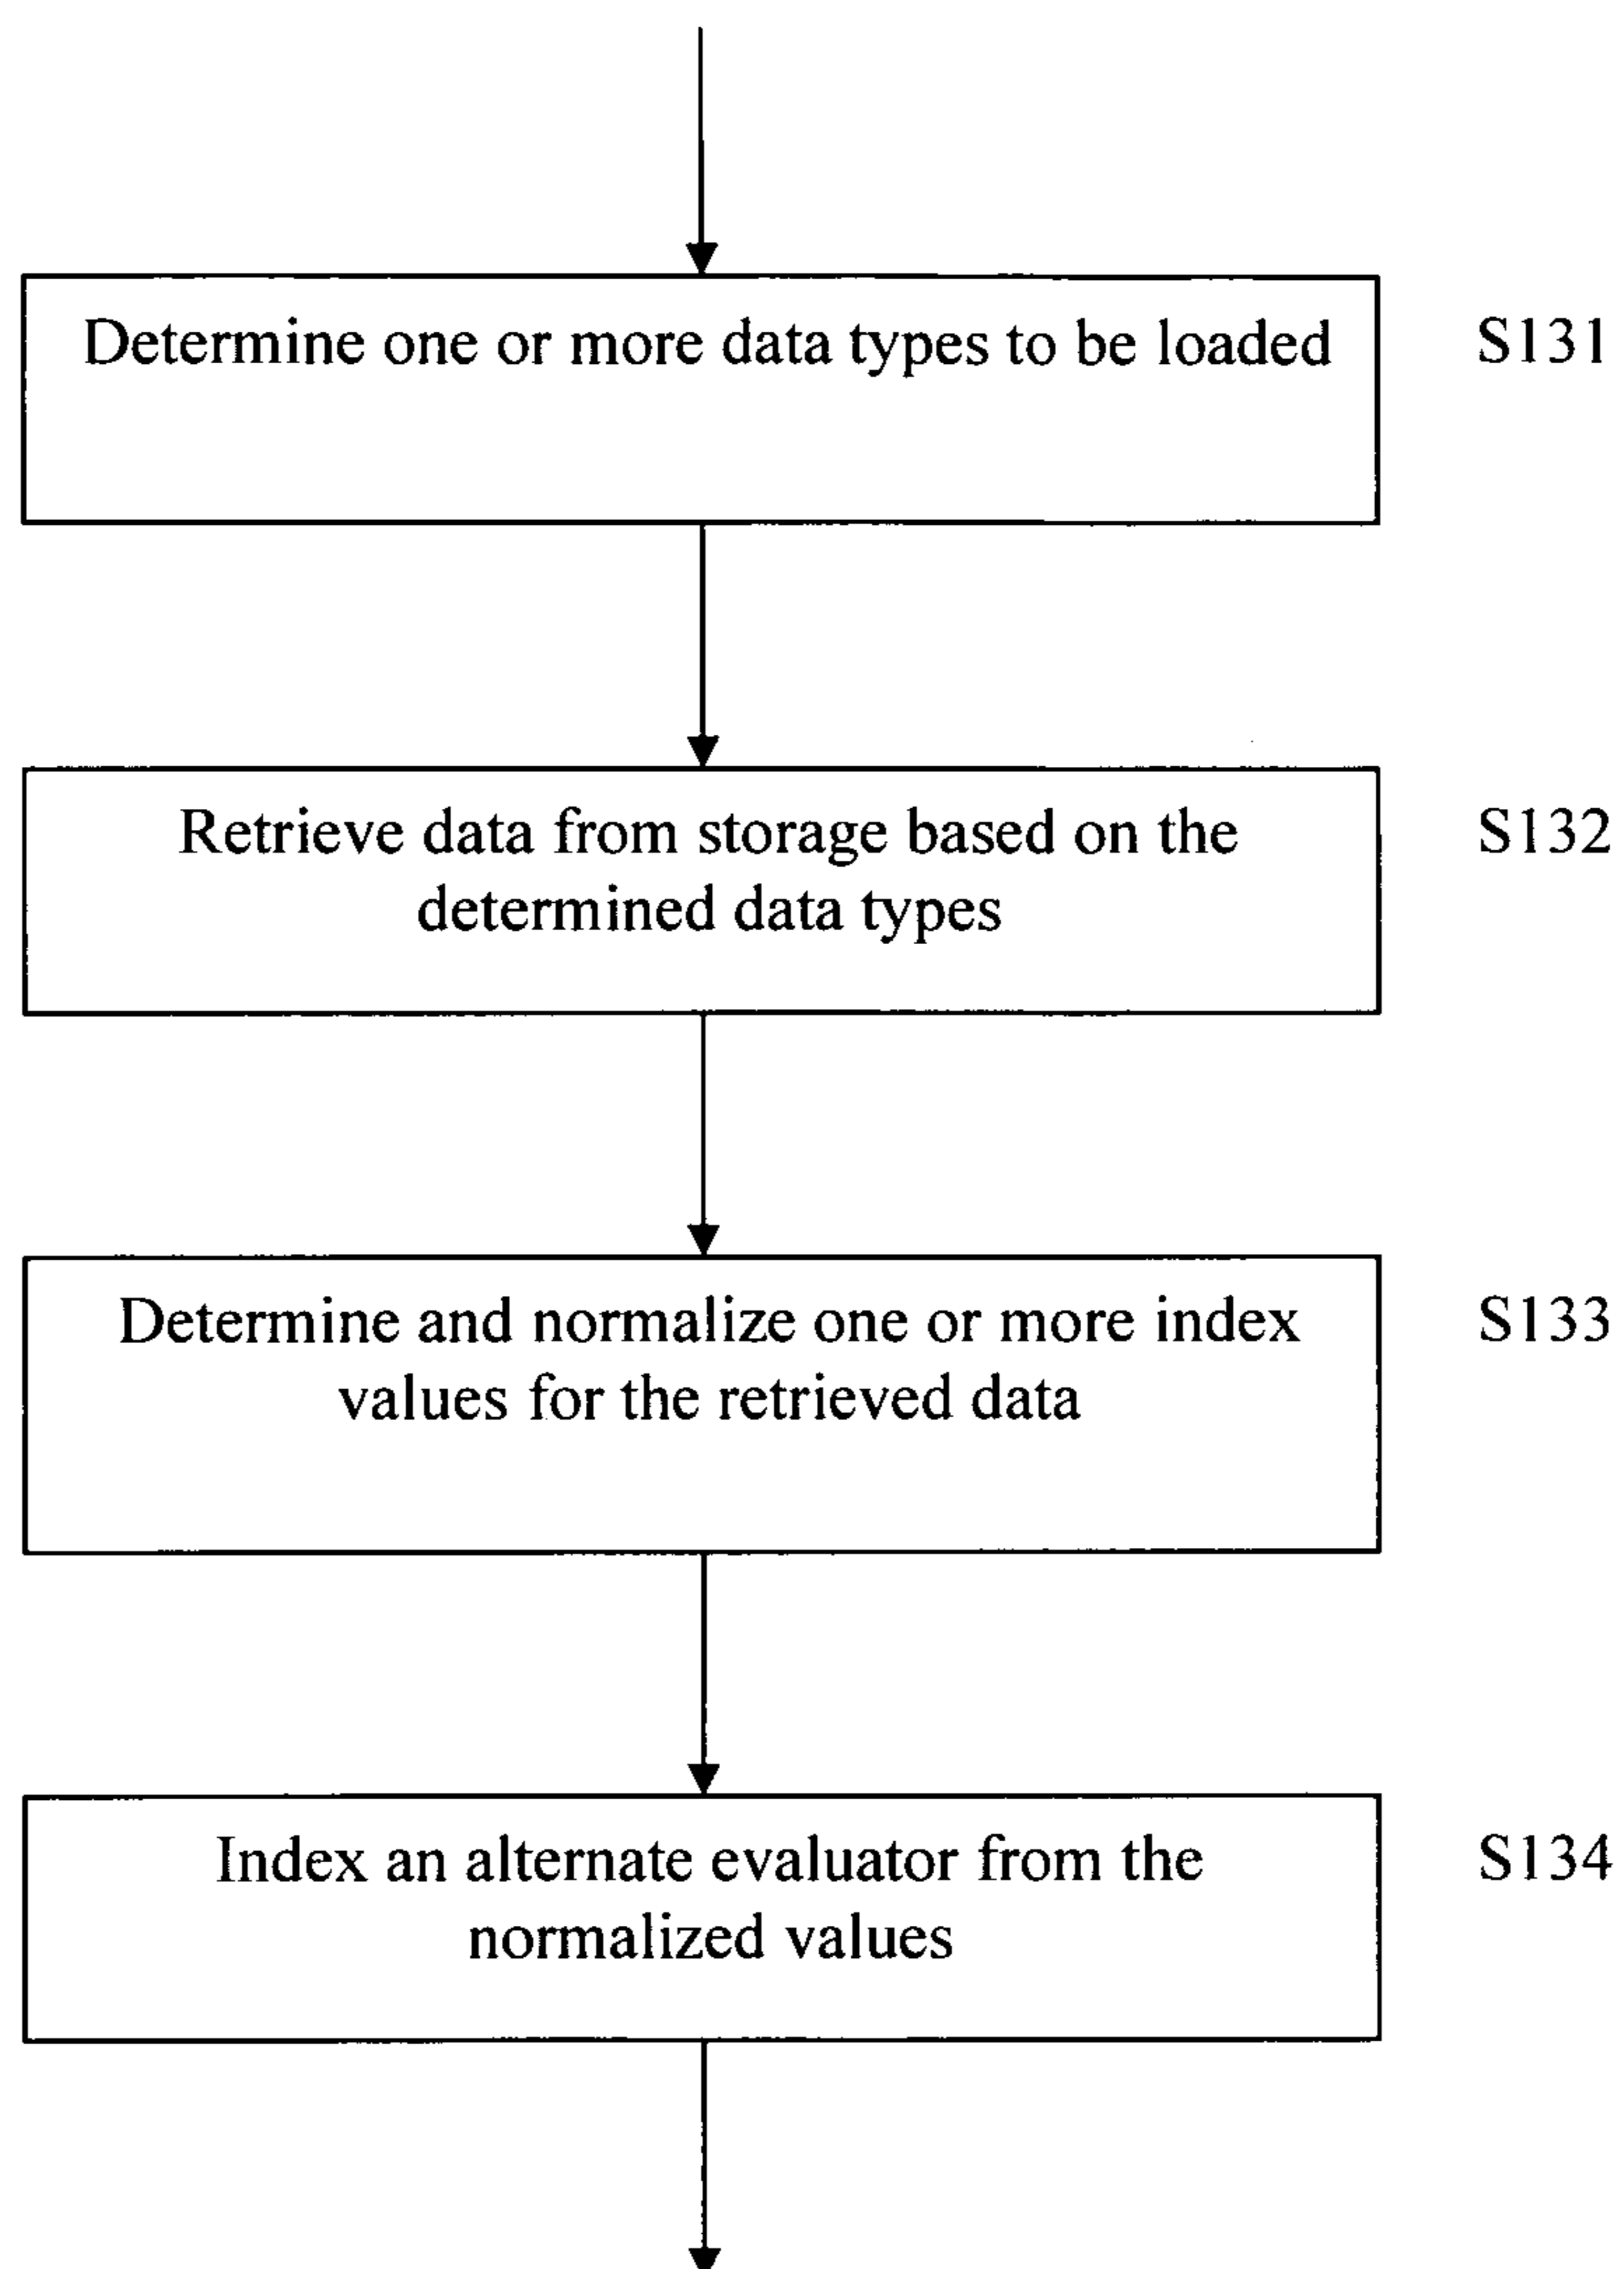 Determine one or more data types to be loaded
S131
Retrieve data from storage based on the
determined data types
S132
Determine and normalize one or more index
values for the retrieved data
S133
Index an alternate evaluator from the
normalized values
S134